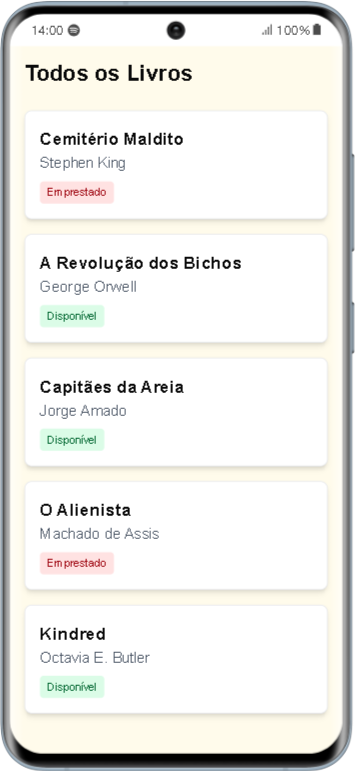 14:00 100%
Todos os Livros
Cemitério Maldito
Stephen King
Emprestado
A Revolução dos Bichos
George Orwell
Disponível
Capitães da Areia
Jorge Amado
Disponível
O Alienista
Machado de Assis
Emprestado
Kindred
Octavia E. Butler
Disponível